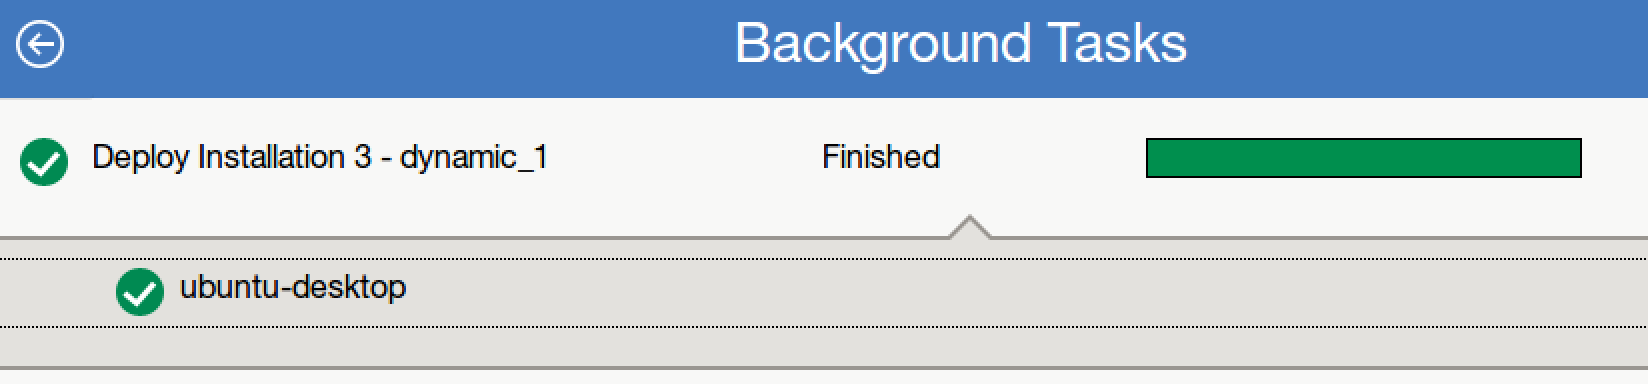 Background Tasks
Deploy Installation 3 - dynamic_1 Finished
ubuntu-desktop